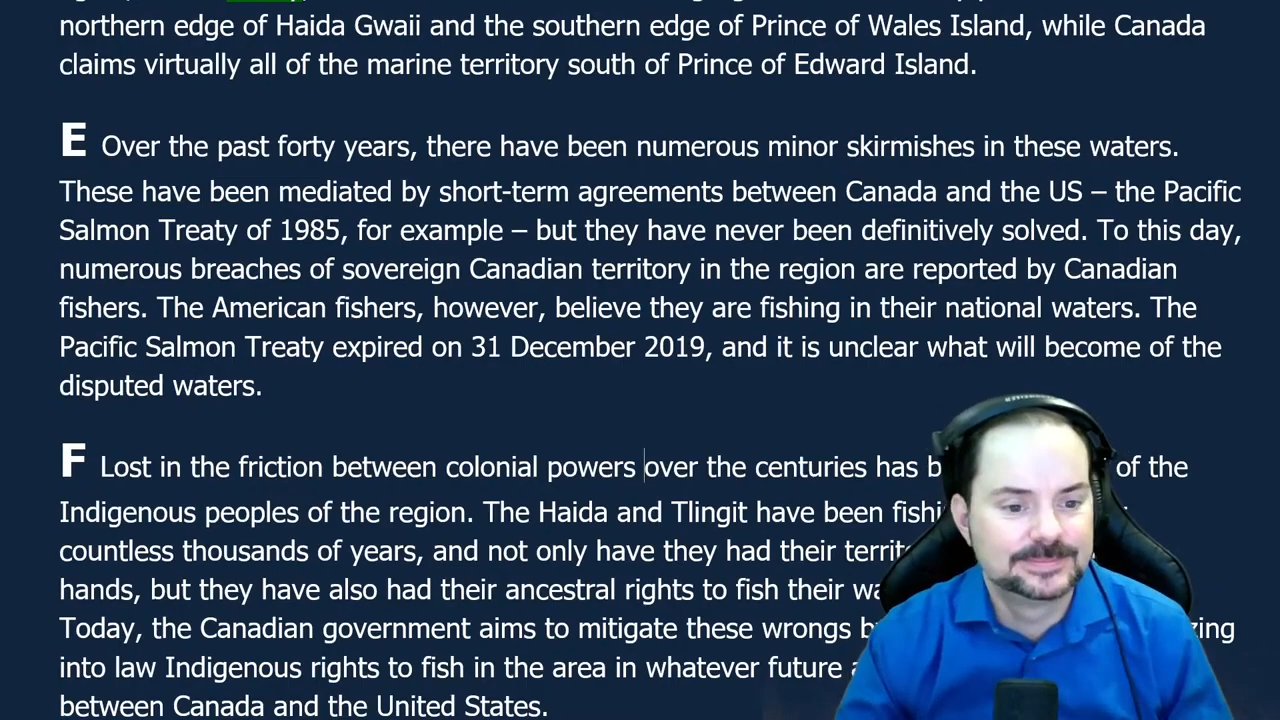 northern edge of Haida Gwaii and the southern edge of Prince of Wales Island, while Canada
claims virtually all of the marine territory south of Prince of Edward Island.
E Over the past forty years, there have been numerous minor skirmishes in these waters.
These have been mediated by short-term agreements between Canada and the US – the Pacific
Salmon Treaty of 1985, for example – but they have never been definitively solved. To this day,
numerous breaches of sovereign Canadian territory in the region are reported by Canadian
fishers. The American fishers, however, believe they are fishing in their national waters. The
Pacific Salmon Treaty expired on 31 December 2019, and it is unclear what will become of the
disputed waters.
F Lost in the friction between colonial powers over the centuries has of the
Indigenous peoples of the region. The Haida and Tlingit have been
countless thousands of years, and not only have they had their
hands, but they have also had their ancestral rights to fish their
Today, the Canadian government aims to mitigate these wrongs
into law Indigenous rights to fish in the area in whatever future
between Canada and the United States.